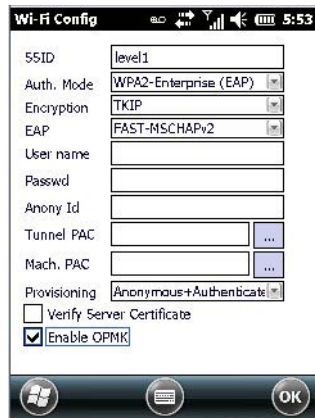 Wi-Fi Config 5:53
SSID level1
Auth. Mode WPA2-Enterprise (EAP)
Encryption TKIP
EAP FAST-MSCHAPv2
User name
Passwd
Anony Id
Tunnel PAC ...
Mach. PAC ...
Provisioning Anonymous+Authenticate
Verify Server Certificate
Enable OPMK
OK